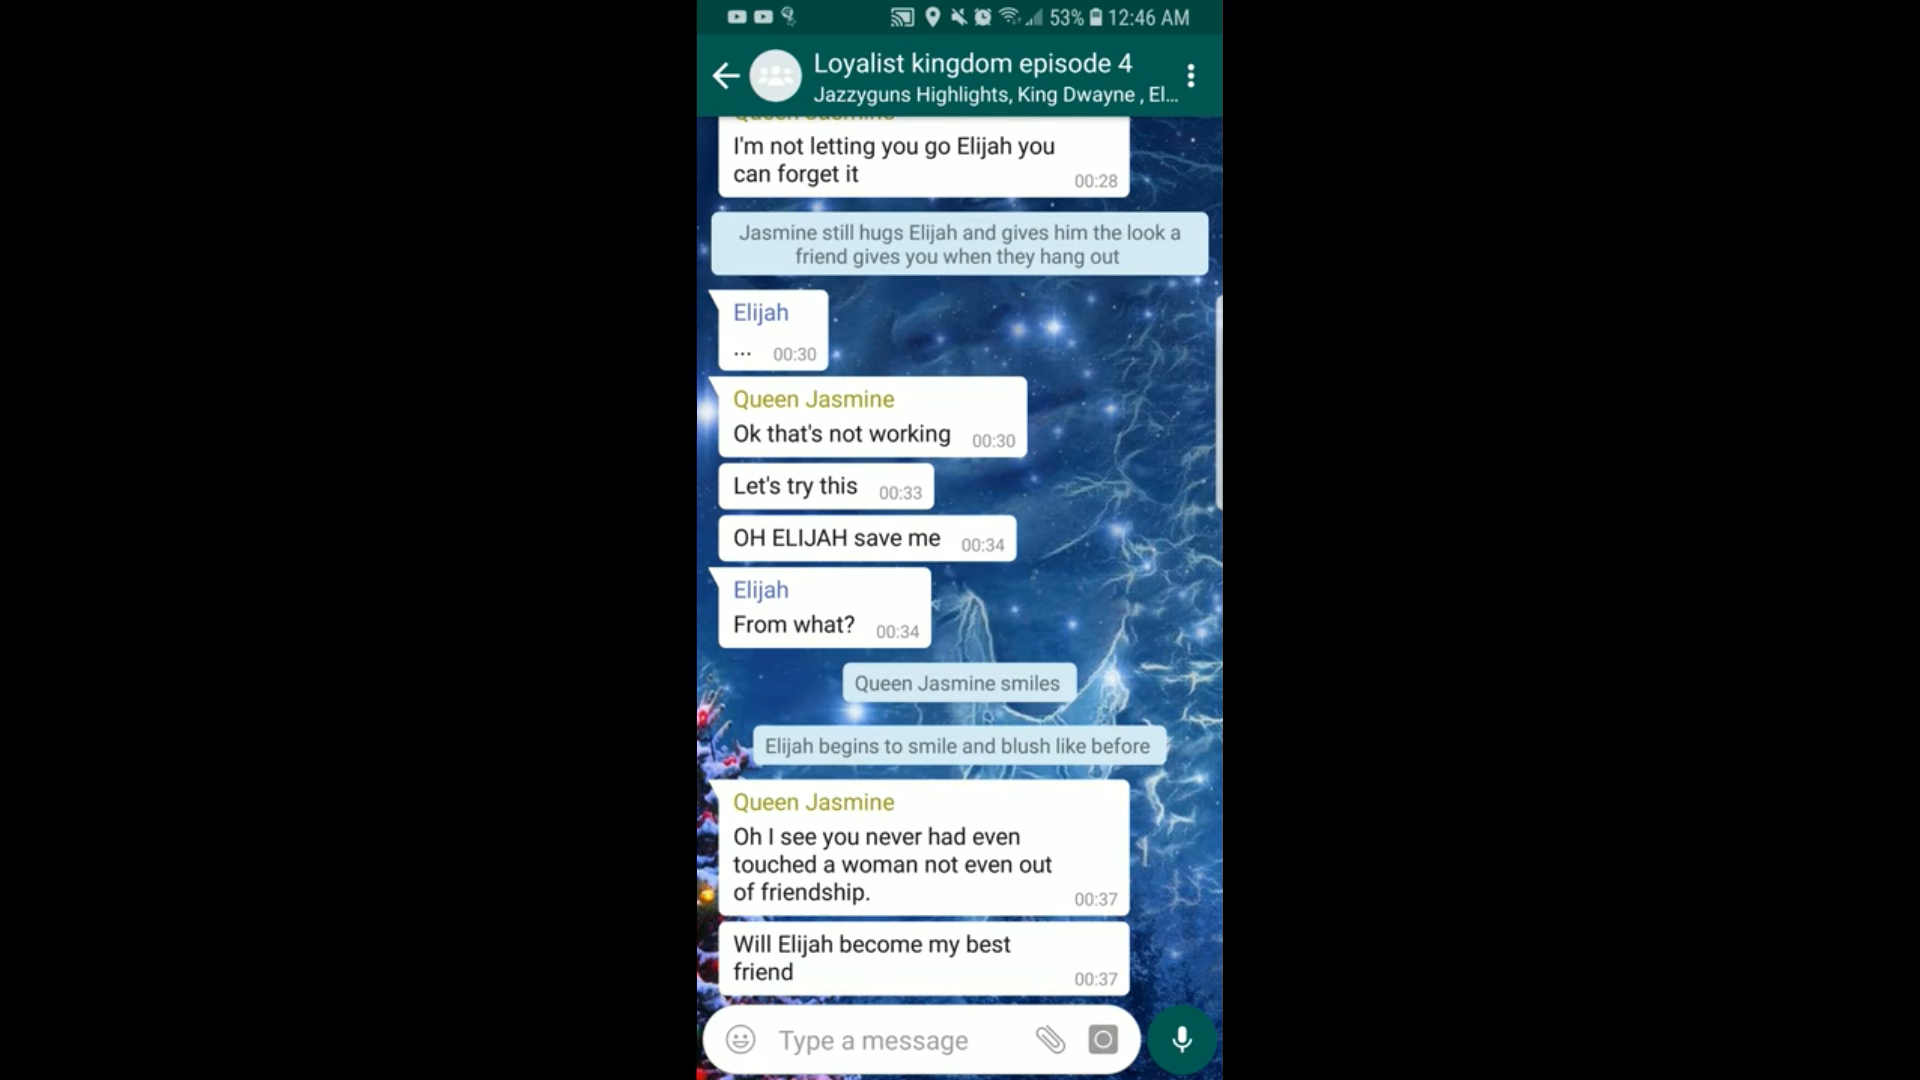 53% 12:46 AM
Loyalist kingdom episode 4
Jazzyguns Highlights, King Dwayne , El...
Queen Jasmine
I'm not letting you go Elijah you
can forget it
00:28
Jasmine still hugs Elijah and gives him the look a
friend gives you when they hang out
Elijah
... 00:30
Queen Jasmine
Ok that's not working 00:30
Let's try this 00:33
OH ELIJAH save me 00:34
Elijah
From what? 00:34
Queen Jasmine smiles
Elijah begins to smile and blush like before
Queen Jasmine
Oh I see you never had even
touched a woman not even out
of friendship. 00:37
Will Elijah become my best
friend 00:37
Type a message